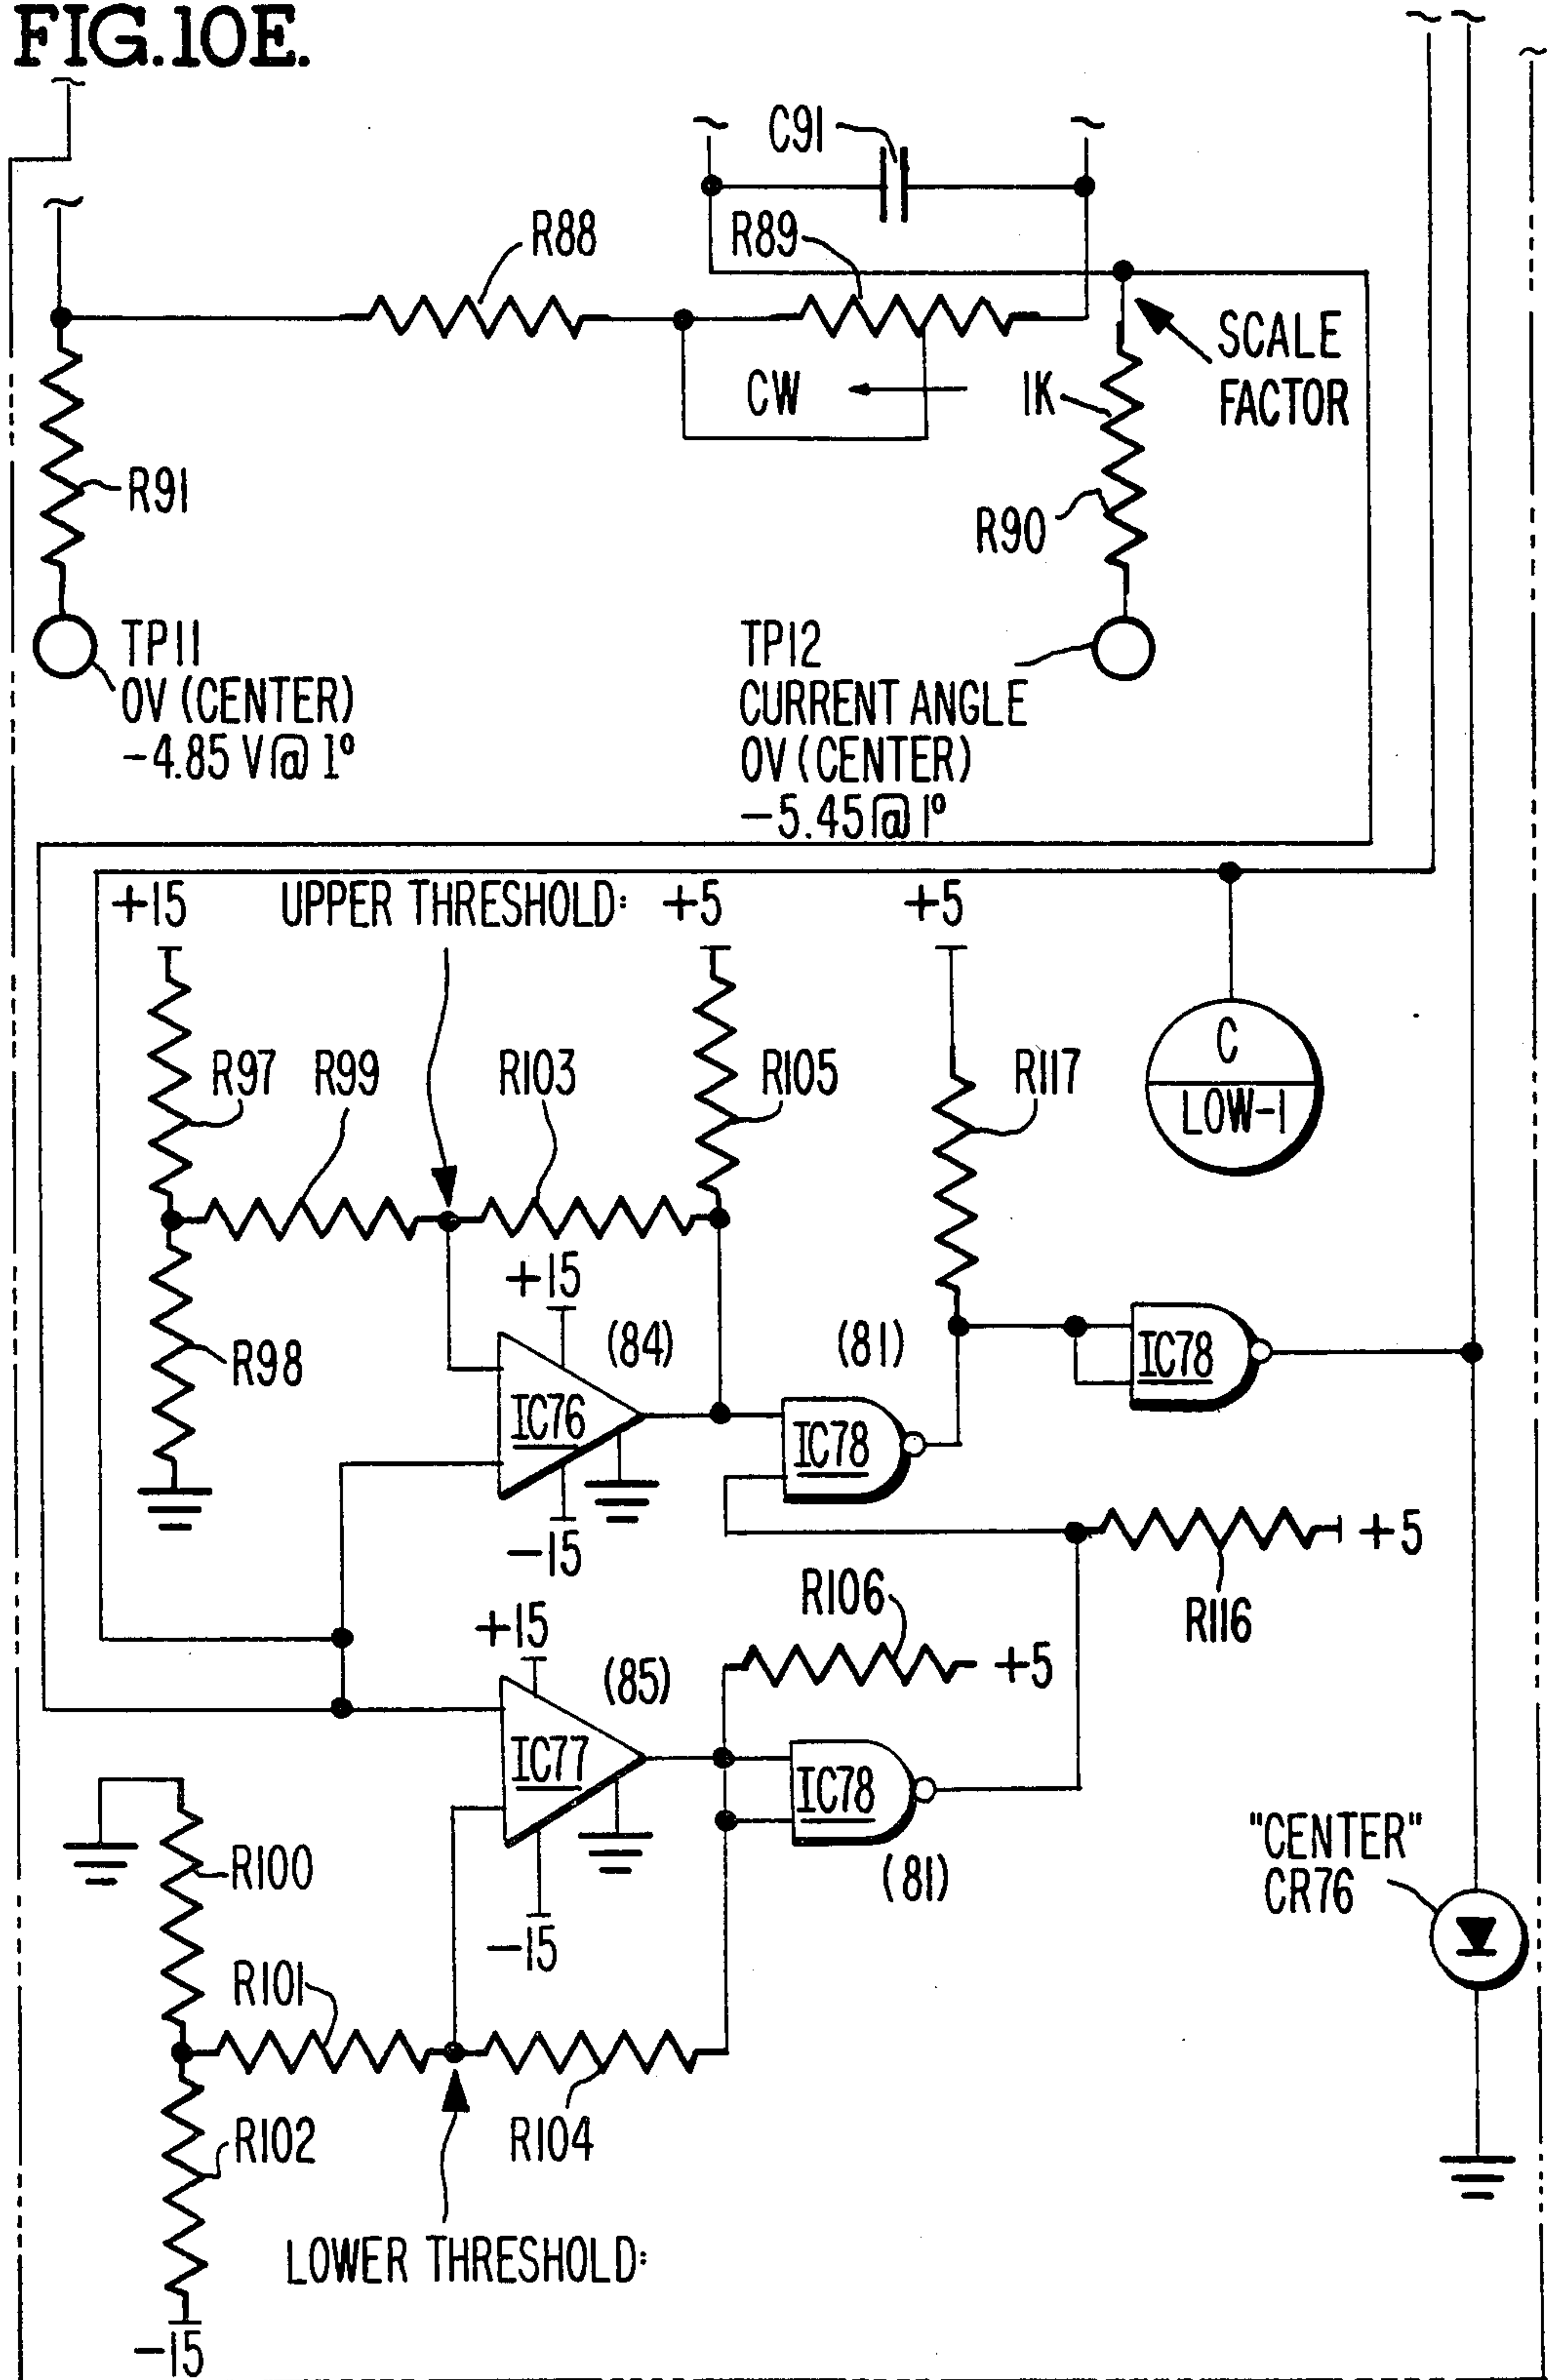 FIG.10E.
C91
R88
R89
SCALE
FACTOR
CW
1K
R91
R90
TP11
0V (CENTER)
-4.85 V@ 1°
TP12
CURRENT ANGLE
0V (CENTER)
-5.45@1°
+15
UPPER THRESHOLD:
+5
+5
C
LOW-1
R97
R99
R103
R105
R117
+15
(84)
(81)
R98
IC76
IC78
IC78
-15
+5
R106
R116
+15
(85)
+5
IC77
IC78
(81)
"CENTER"
CR76
R100
-15
R101
R102
R104
LOWER THRESHOLD:
-15